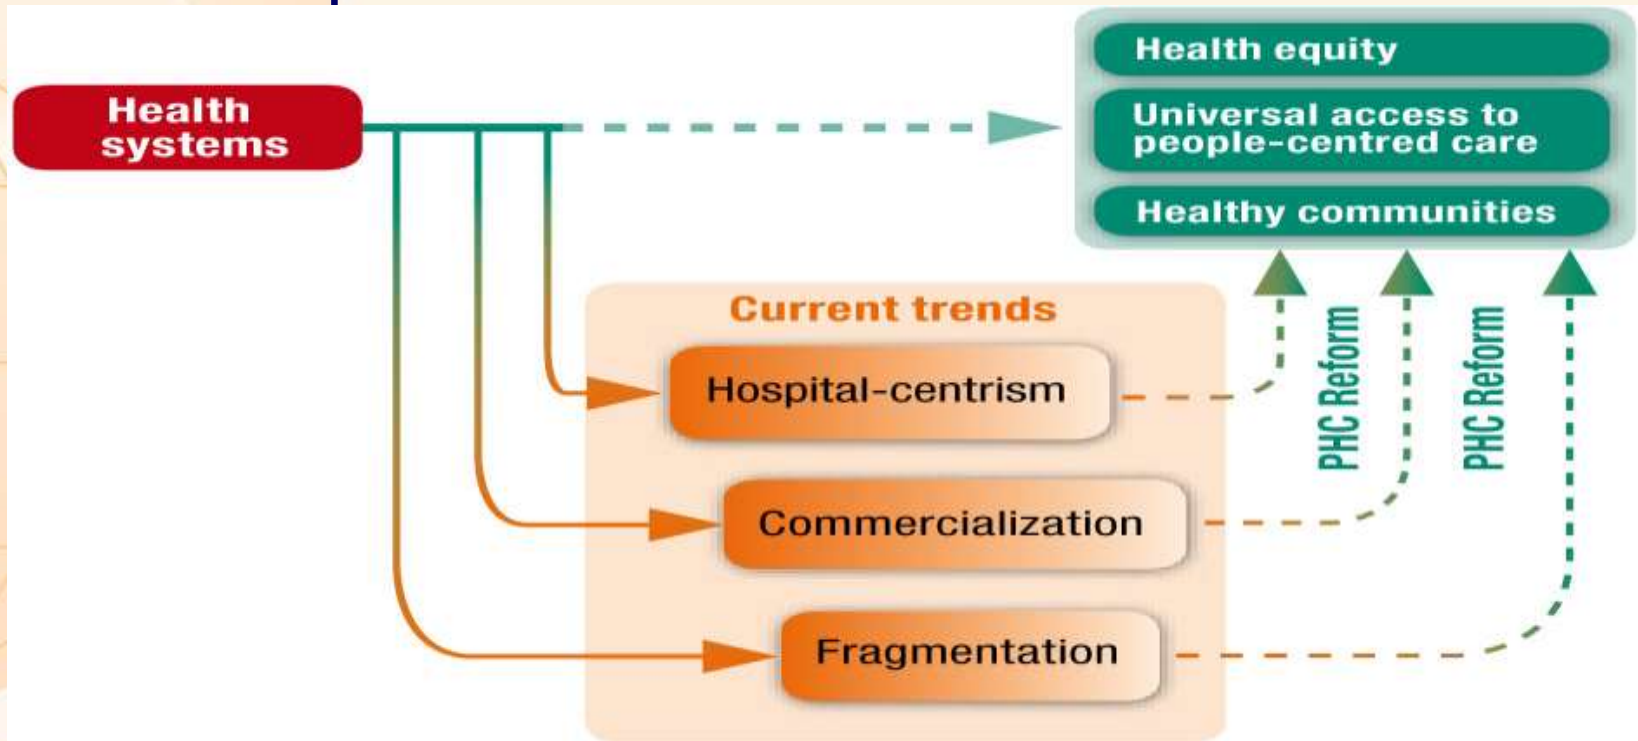 Health
systems
Health equity
Universal access to
people-centred care
Healthy communities
Current trends
Hospital-centrism
Commercialization
Fragmentation
PHC Reform
PHC Reform